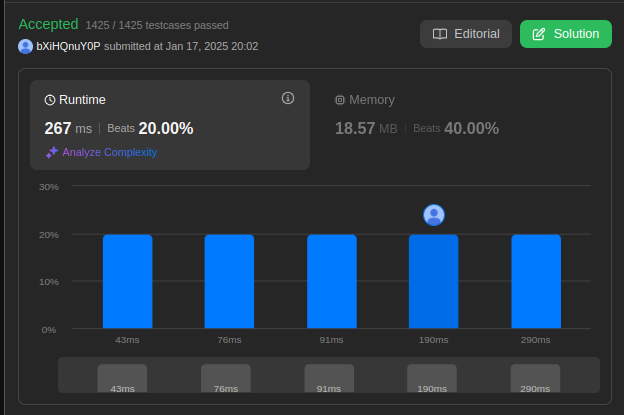 Accepted 1425 / 1425 testcases passed
bXiHQnuY0P submitted at Jan 17, 2025 20:02
Editorial
Solution
Runtime
267 ms | Beats 20.00%
Analyze Complexity
Memory
18.57 MB | Beats 40.00%
30%
20%
10%
0%
43ms 76ms 91ms 190ms 290ms
43ms 76ms 91ms 190ms 290ms